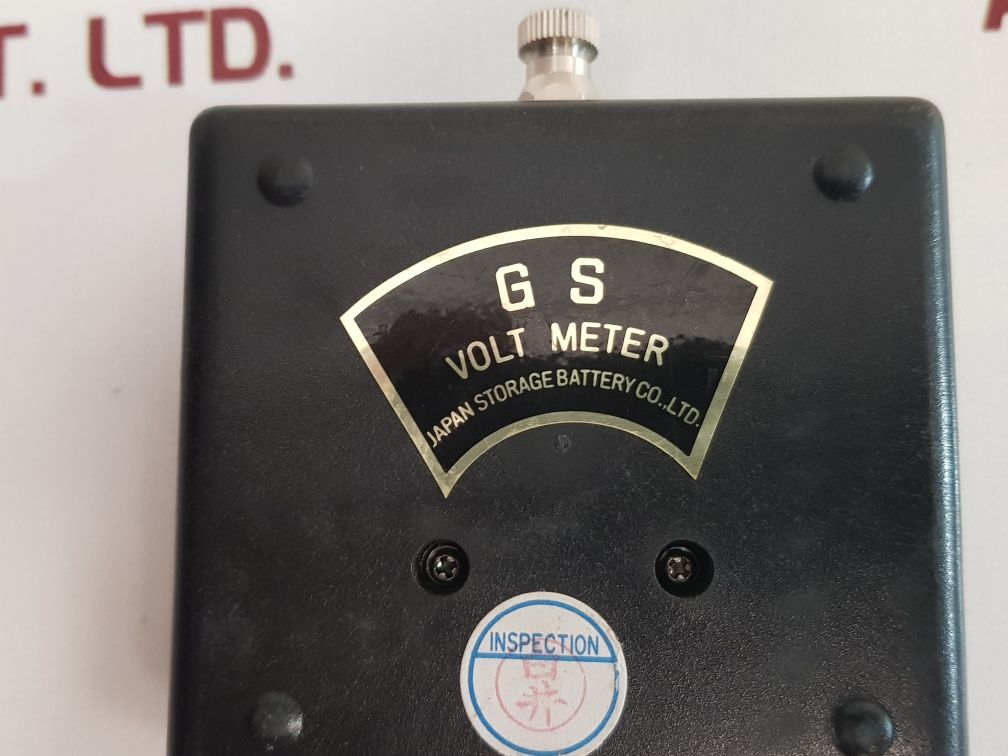 T. LTD.
G S
VOLT METER
JAPAN STORAGE BATTERY CO.,LTD.
INSPECTION